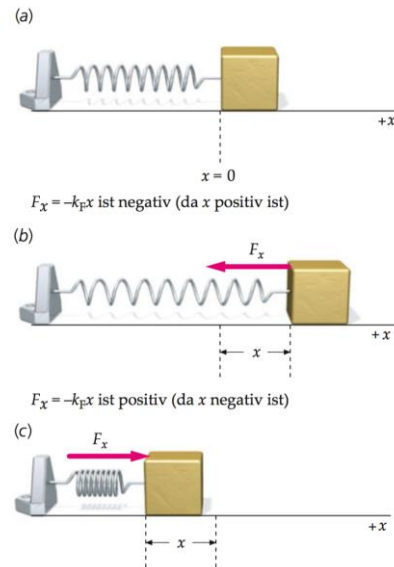 (a)
+x
x = 0
F_x = –k_F x ist negativ (da x positiv ist)
(b)
F_x
x
+x
F_x = –k_F x ist positiv (da x negativ ist)
(c)
F_x
+x
x